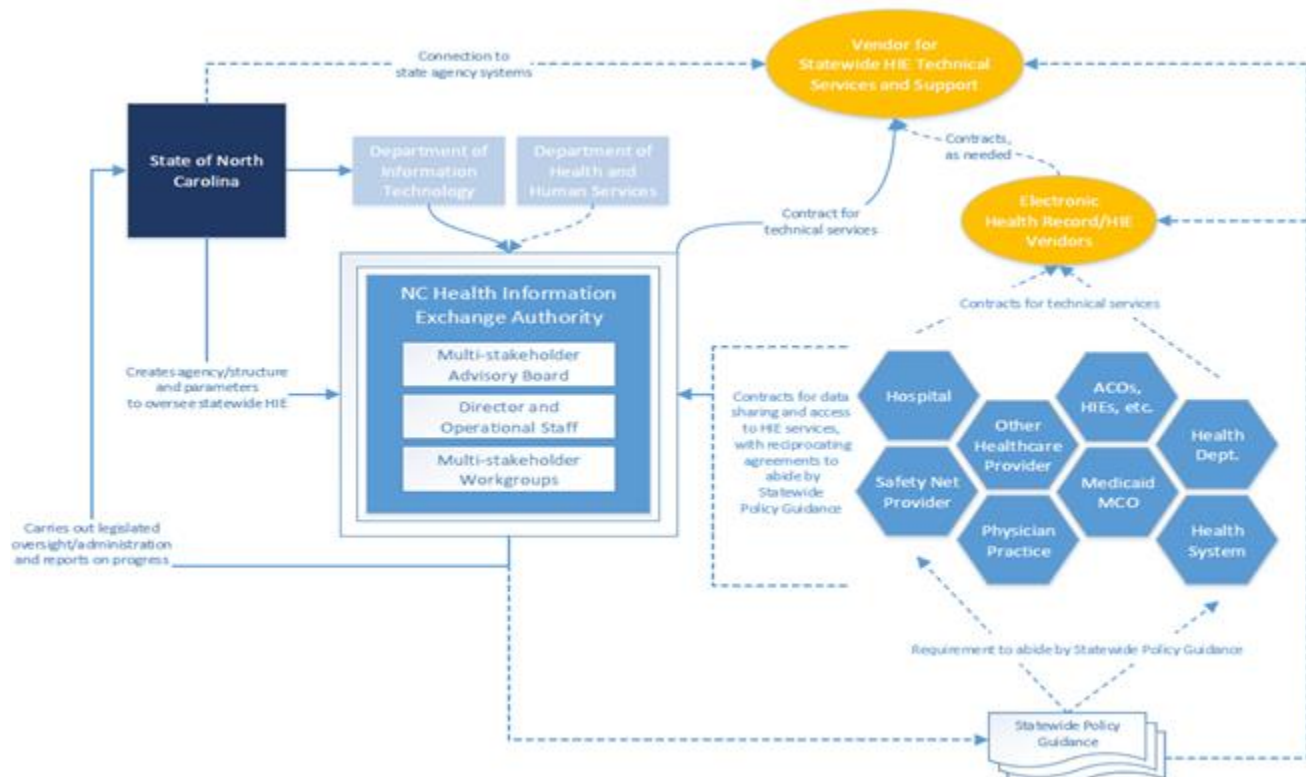 Connection to
state agency systems
Vendor for
Statewide HIE Technical
Services and Support
State of North
Carolina
Department of
Information
Technology
Department of
Health and
Human Services
Contracts,
as needed
Contract for
technical services
Electronic
Health Record/HIE
Vendors
Contracts for technical services
NC Health Information
Exchange Authority
Multi-stakeholder
Advisory Board
Director and
Operational Staff
Multi-stakeholder
Workgroups
Creates agency/structure
and parameters
to oversee statewide HIE
Contracts for data
sharing and access
to HIE services,
with reciprocating
agreements to
abide by
Statewide
Policy Guidance
Hospital
ACOs,
HIEs, etc.
Other
Healthcare
Provider
Health
Dept.
Safety Net
Provider
Medicaid
MCO
Physician
Practice
Health
System
Carries out legislated
oversight/administration
and reports on progress
Requirement to abide by Statewide Policy Guidance
Statewide Policy
Guidance